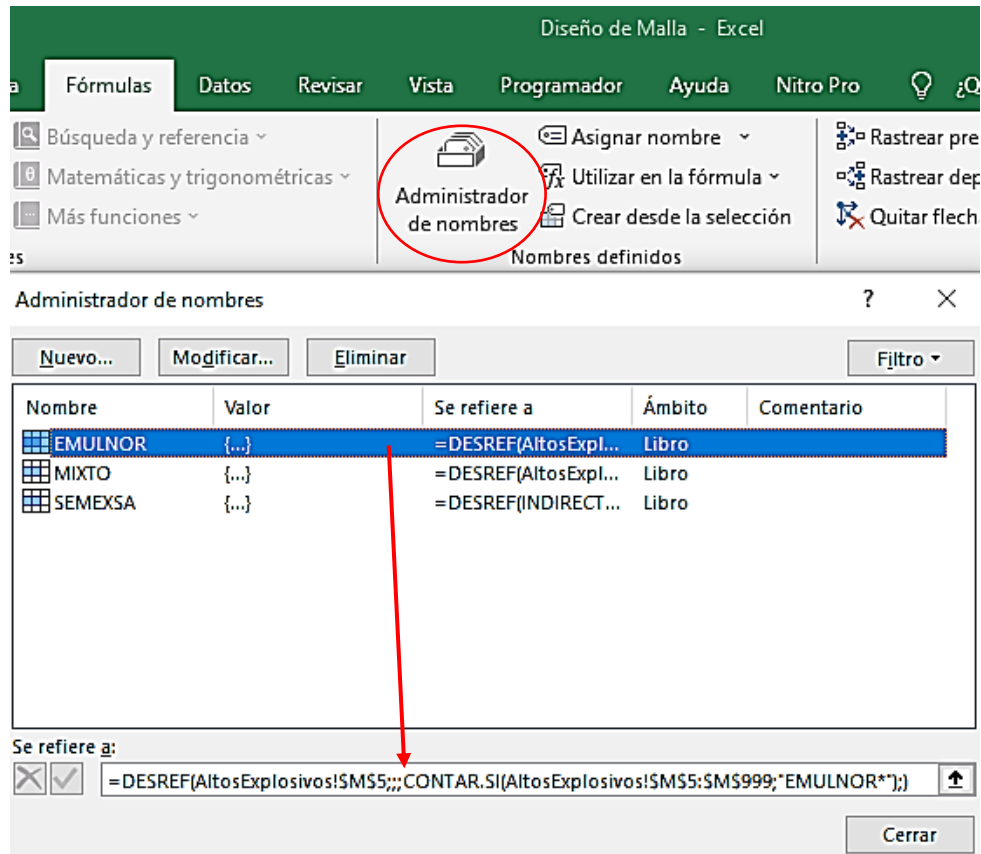 Diseño de Malla - Excel
a Fórmulas Datos Revisar Vista Programador Ayuda Nitro Pro ¿Q
Búsqueda y referencia Asignar nombre Rastrear pre
Matemáticas y trigonométricas Utilizar en la fórmula Rastrear dep
Más funciones Administrador de nombres Crear desde la selección Quitar flech
es Nombres definidos
Administrador de nombres ?
Nuevo... Modificar... Eliminar Filtro
Nombre Valor Se refiere a Ámbito Comentario
EMULNOR {...} =DESREF(AltosExpl... Libro
MIXTO {...} =DESREF(AltosExpl... Libro
SEMEXSA {...} =DESREF(INDIRECT... Libro
Se refiere a:
=DESREF(AltosExplosivos!$M$5;;;CONTAR.SI(AltosExplosivos!$M$5:$M$999;"EMULNOR*");)
Cerrar